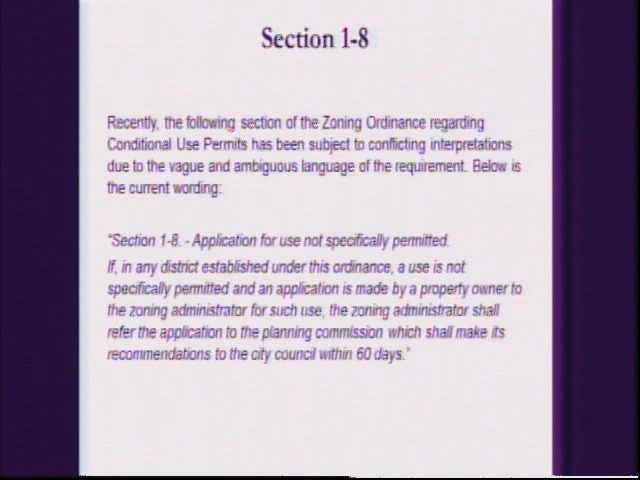 Section 1-8
Recently, the following section of the Zoning Ordinance regarding
Conditional Use Permits has been subject to conflicting interpretations
due to the vague and ambiguous language of the requirement. Below is
the current wording:
"Section 1-8. - Application for use not specifically permitted.
If, in any district established under this ordinance, a use is not
specifically permitted and an application is made by a property owner to
the zoning administrator for such use, the zoning administrator shall
refer the application to the planning commission which shall make its
recommendations to the city council within 60 days."